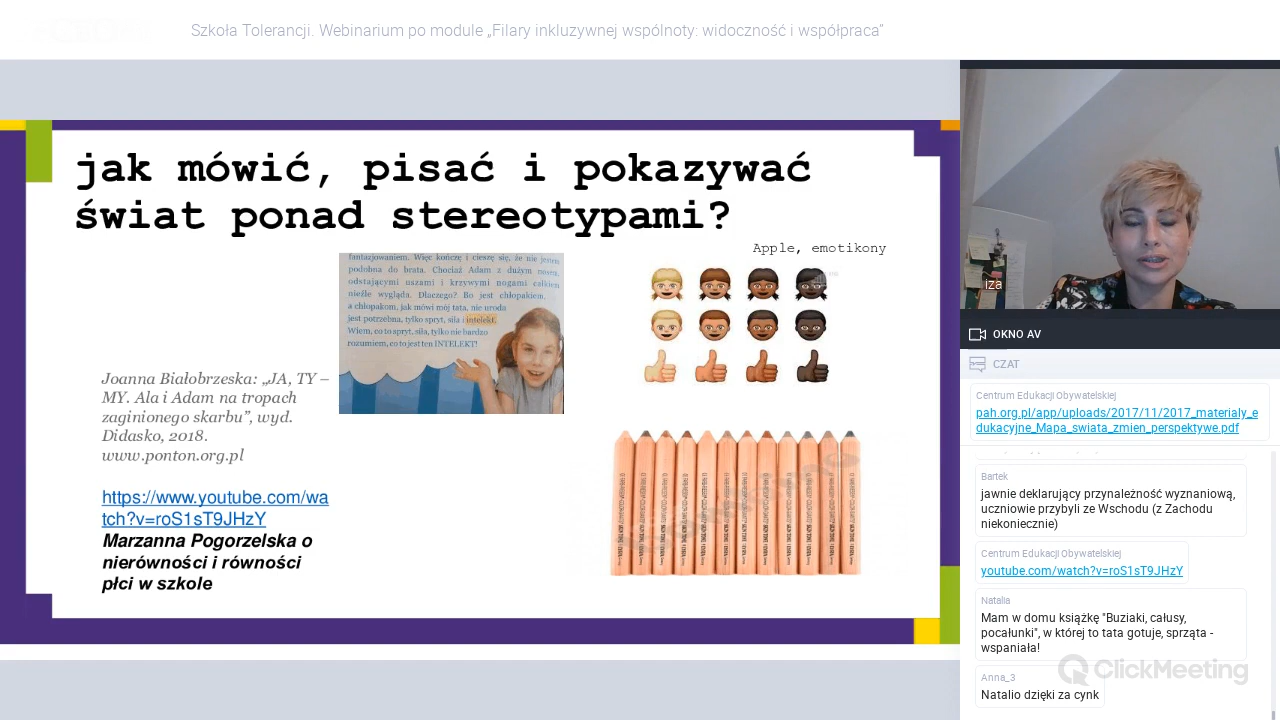 Szkoła Tolerancji. Webinarium po module „Filary inkluzywnej wspólnoty: widoczność i współpraca"
jak mówić, pisać i pokazywać
świat ponad stereotypami?
Apple, emotikony
fantazjowaniem. Więc kończę i cieszę się, że nie jestem
podobna do brata. Chociaż Adam z dużym nosem,
odstającymi uszami i krzywymi nogami całkiem
nieźle wygląda. Dlaczego? Bo jest chłopakiem,
a chłopakom, jak mówi mój tata, nie uroda
jest potrzebna, tylko spryt, siła i intelekt.
Wiem, co to spryt, siła, tylko nie bardzo
rozumiem, co to jest ten INTELEKT!
Joanna Białobrzeska: „JA, TY –
MY. Ala i Adam na tropach
zaginionego skarbu", wyd.
Didasko, 2018.
www.ponton.org.pl
https://www.youtube.com/wa
tch?v=roS1sT9JHzY
Marzanna Pogorzelska o
nierówności i równości
płci w szkole
iza
OKNO AV
CZAT
Centrum Edukacji Obywatelskiej
pah.org.pl/app/uploads/2017/11/2017_materialy_e
dukacyjne_Mapa_swiata_zmien_perspektywe.pdf
Bartek
jawnie deklarujący przynależność wyznaniową,
uczniowie przybyli ze Wschodu (z Zachodu
niekoniecznie)
Centrum Edukacji Obywatelskiej
youtube.com/watch?v=roS1sT9JHzY
Natalia
Mam w domu książkę "Buziaki, całusy,
pocałunki", w której to tata gotuje, sprząta -
wspaniała!
ClickMeeting
Anna_3
Natalio dzięki za cynk